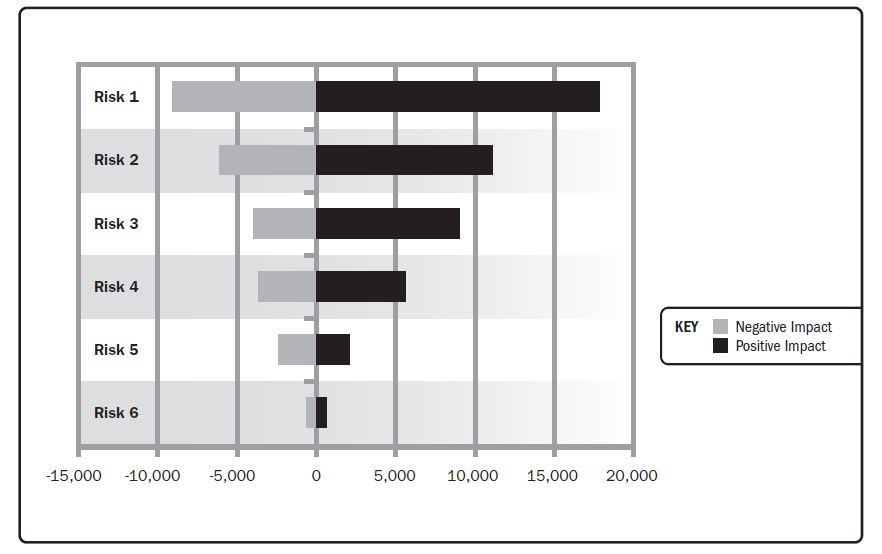 Risk 1
Risk 2
Risk 3
Risk 4
Risk 5
Risk 6
KEY Negative Impact
Positive Impact
-15,000 -10,000 -5,000 0 5,000 10,000 15,000 20,000